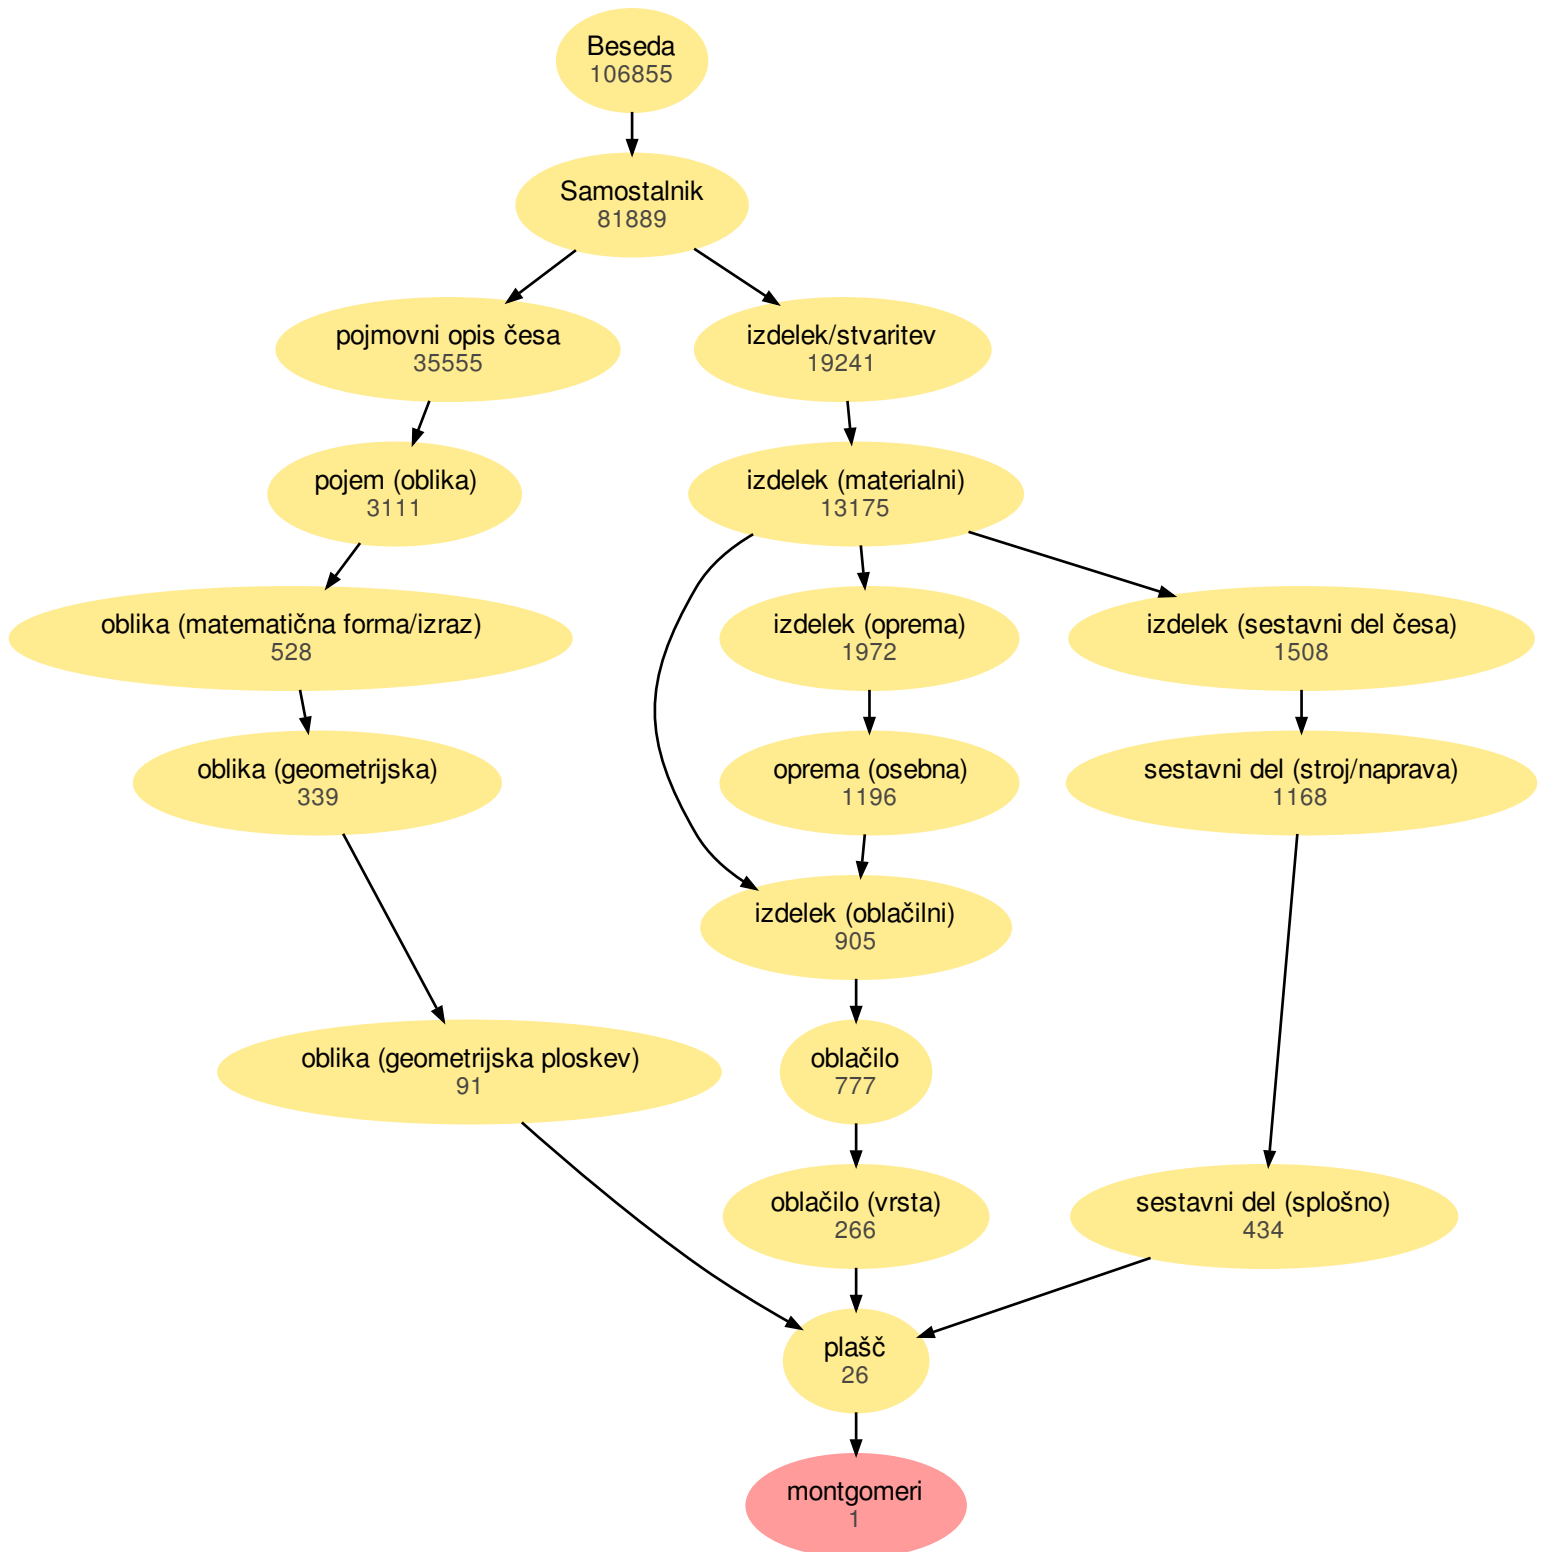 Beseda
106855
Samostalnik
81889
pojmovni opis česa
35555
izdelek/stvaritev
19241
pojem (oblika)
3111
izdelek (materialni)
13175
oblika (matematična forma/izraz)
528
izdelek (oprema)
1972
izdelek (sestavni del česa)
1508
oblika (geometrijska)
339
oprema (osebna)
1196
sestavni del (stroj/naprava)
1168
izdelek (oblačilni)
905
oblika (geometrijska ploskev)
91
oblačilo
777
oblačilo (vrsta)
266
sestavni del (splošno)
434
plašč
26
montgomeri
1